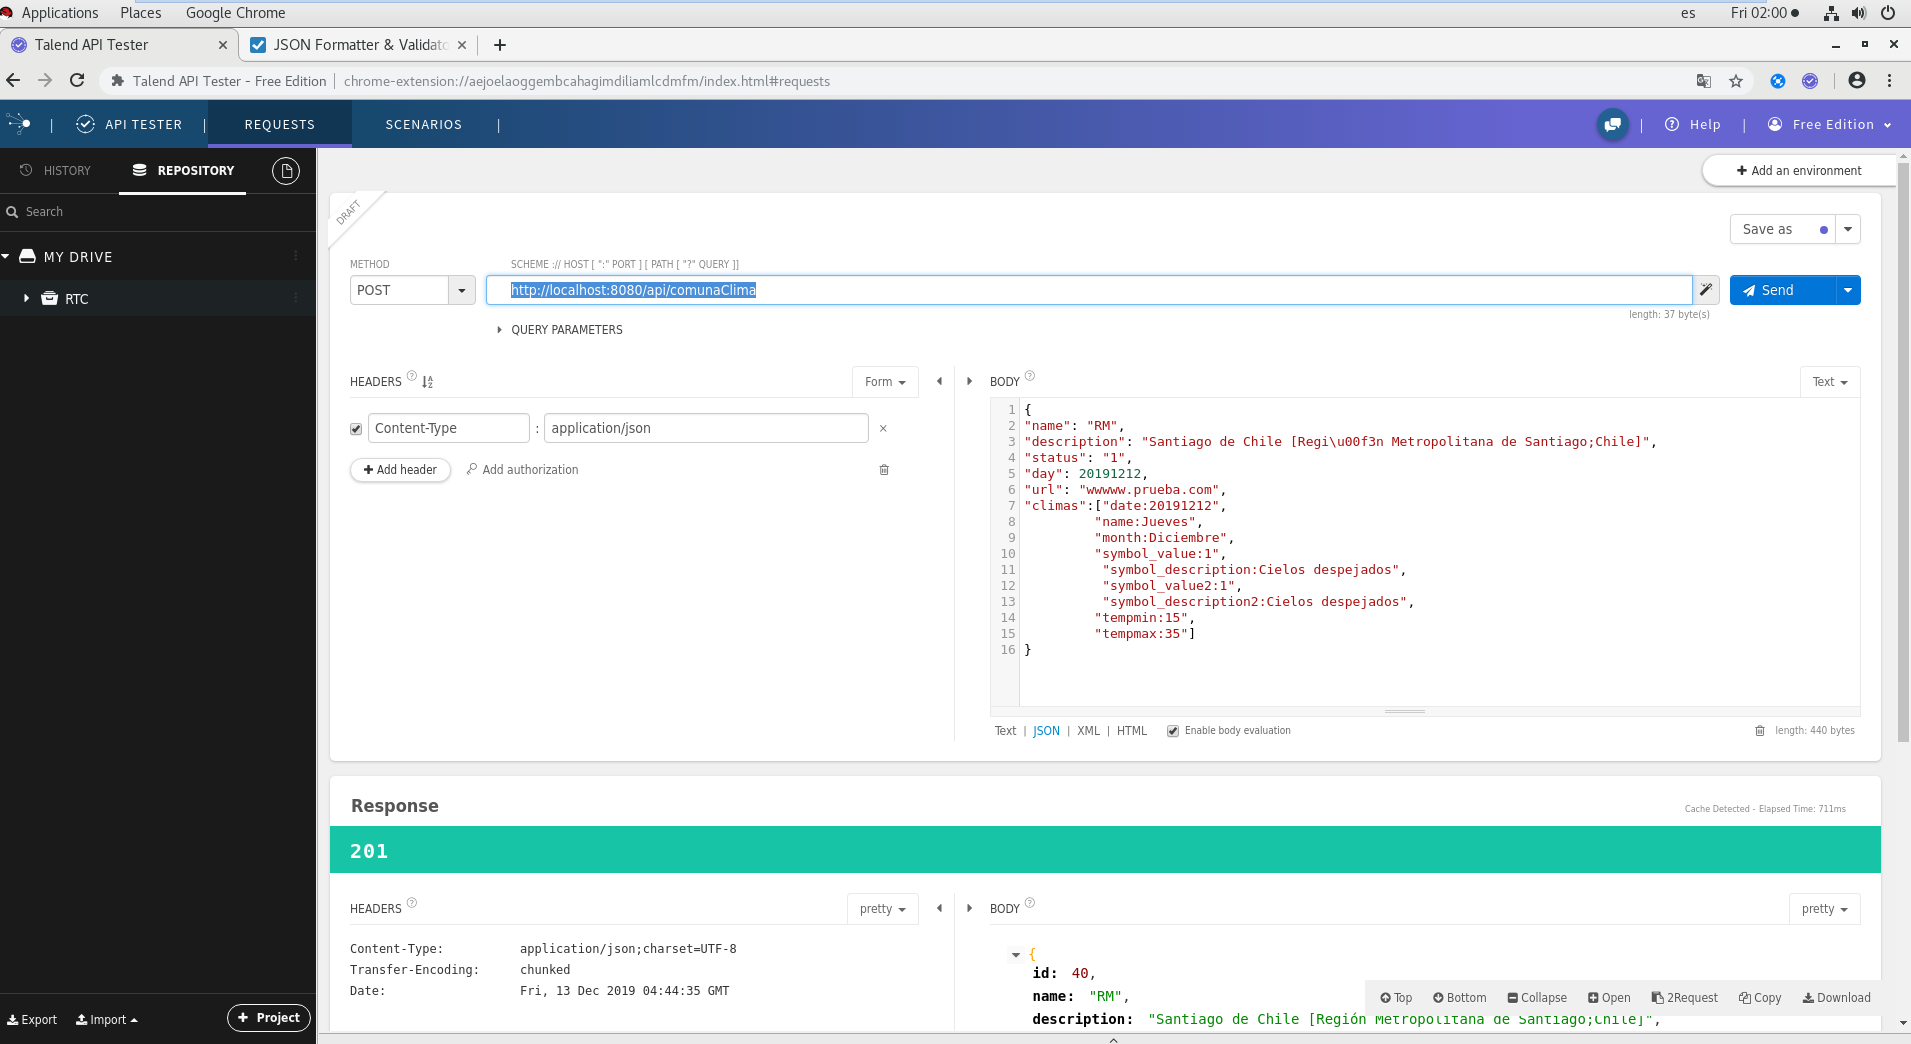 Applications Places Google Chrome es Fri 02:00
Talend API Tester JSON Formatter & Validato
Talend API Tester - Free Edition chrome-extension://aejoelaoggembcahagimdiliamlcdmfm/index.html#requests
API TESTER REQUESTS SCENARIOS Help Free Edition
HISTORY REPOSITORY
Add an environment
Search
DRAFT
Save as
MY DRIVE
RTC
METHOD SCHEME :// HOST [ ":" PORT ] [ PATH [ "?" QUERY ]]
POST http://localhost:8080/api/comunaClima Send
length: 37 byte(s)
QUERY PARAMETERS
HEADERS Form BODY Text
Content-Type : application/json
Add header Add authorization
1 {
2 "name": "RM",
3 "description": "Santiago de Chile [Regi\u00f3n Metropolitana de Santiago;Chile]",
4 "status": "1",
5 "day": 20191212,
6 "url": "wwwww.prueba.com",
7 "climas":["date:20191212",
8 "name:Jueves",
9 "month:Diciembre",
10 "symbol_value:1",
11 "symbol_description:Cielos despejados",
12 "symbol_value2:1",
13 "symbol_description2:Cielos despejados",
14 "tempmin:15",
15 "tempmax:35"]
16 }
Text | JSON | XML | HTML Enable body evaluation length: 440 bytes
Response
Cache Detected - Elapsed Time: 711ms
201
HEADERS pretty BODY pretty
Content-Type: application/json;charset=UTF-8
Transfer-Encoding: chunked
Date: Fri, 13 Dec 2019 04:44:35 GMT
{
id: 40,
name: "RM",
description: "Santiago de Chile [Región Metropolitana de Santiago;Chile]",
Top Bottom Collapse Open 2Request Copy Download
Export Import + Project